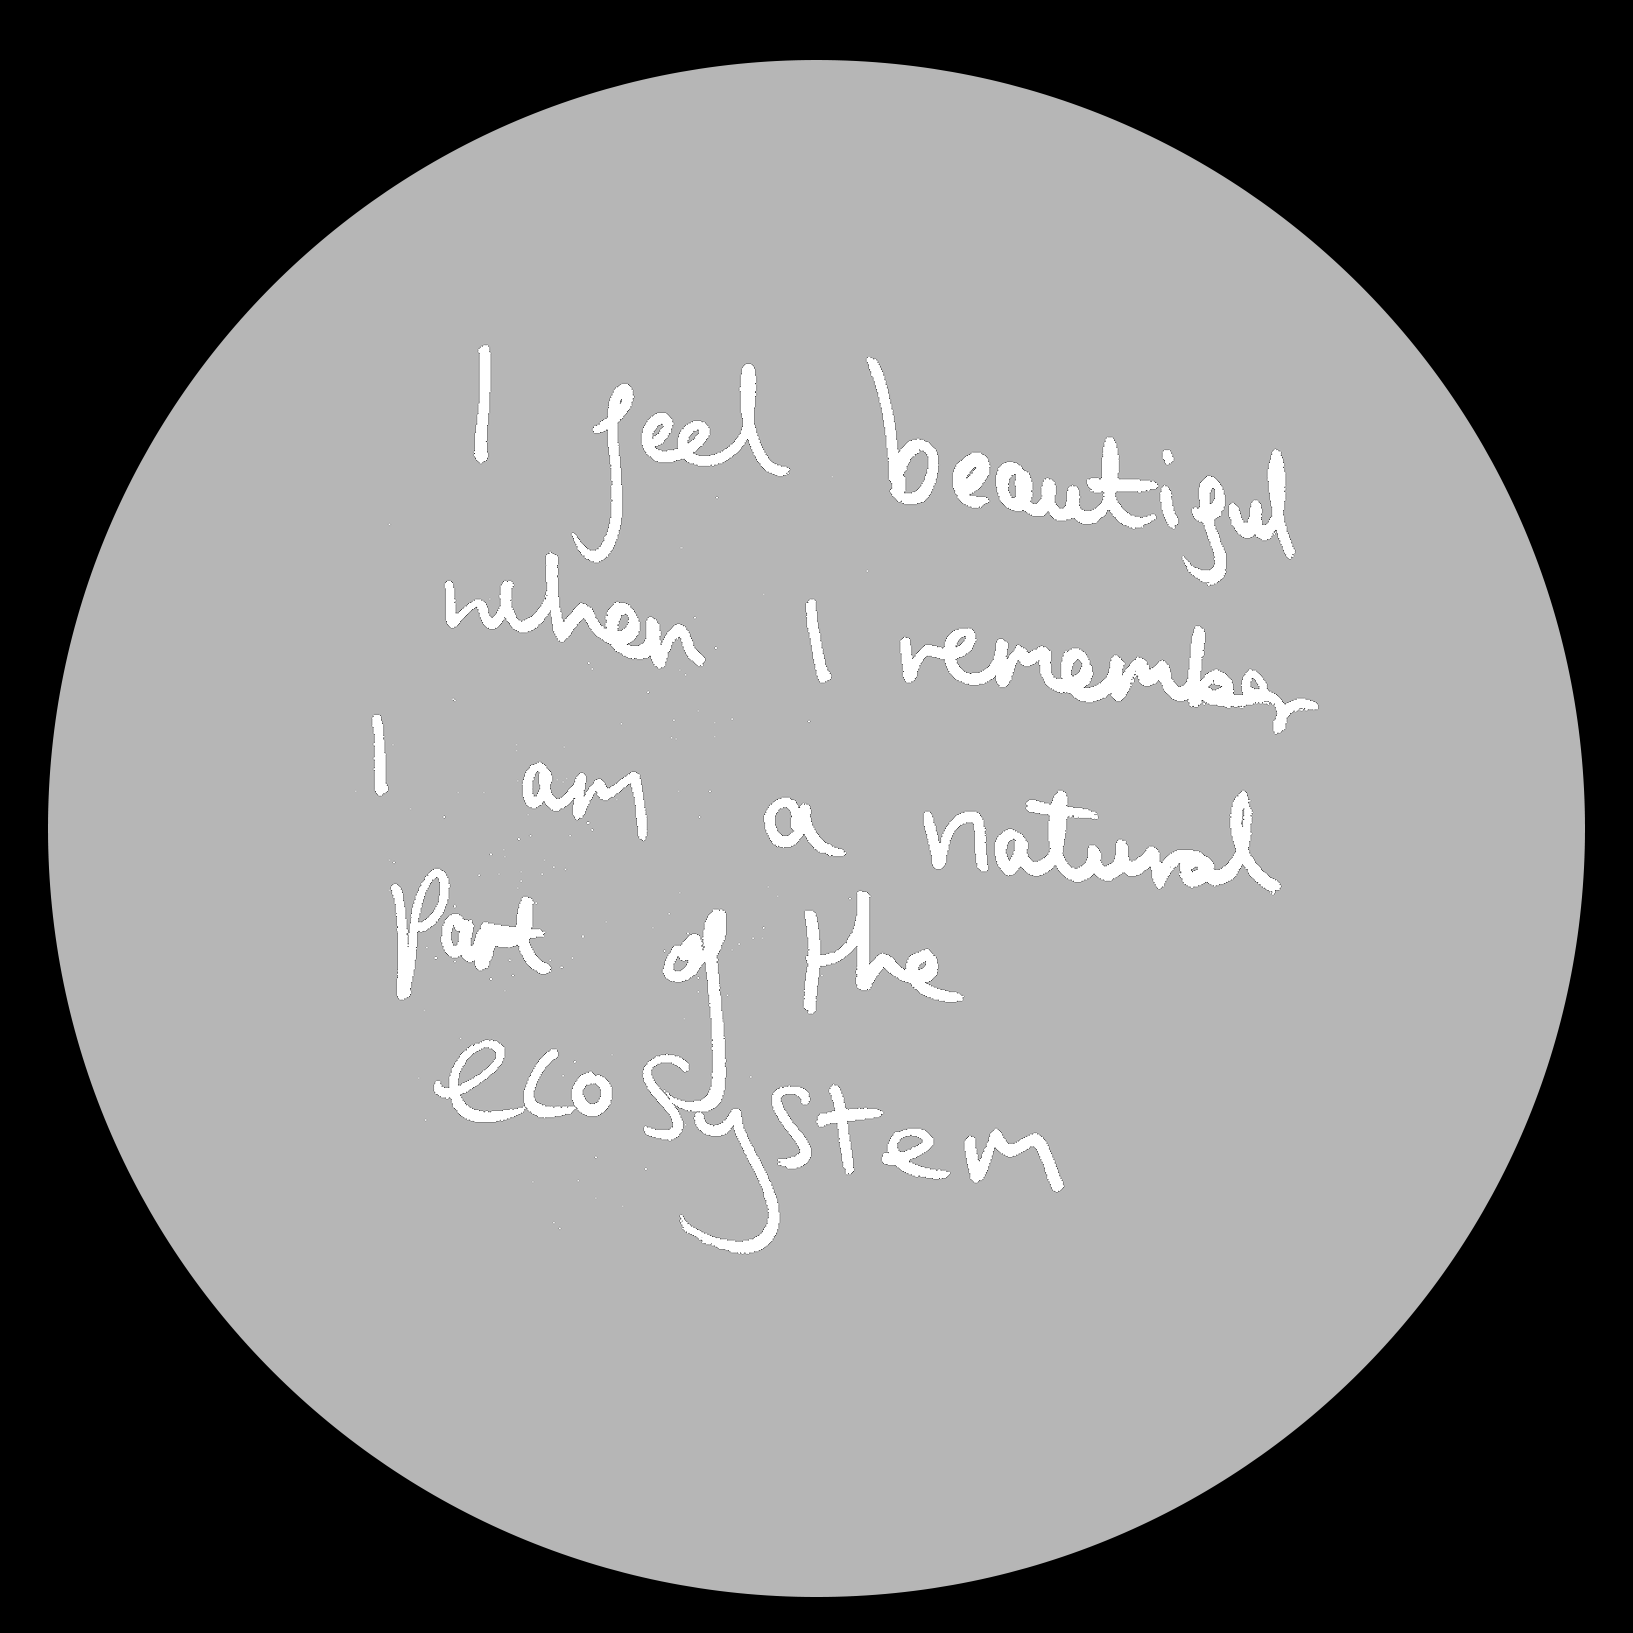 I feel beautiful
when I remember
I am a natural
Part of the
ecosystem